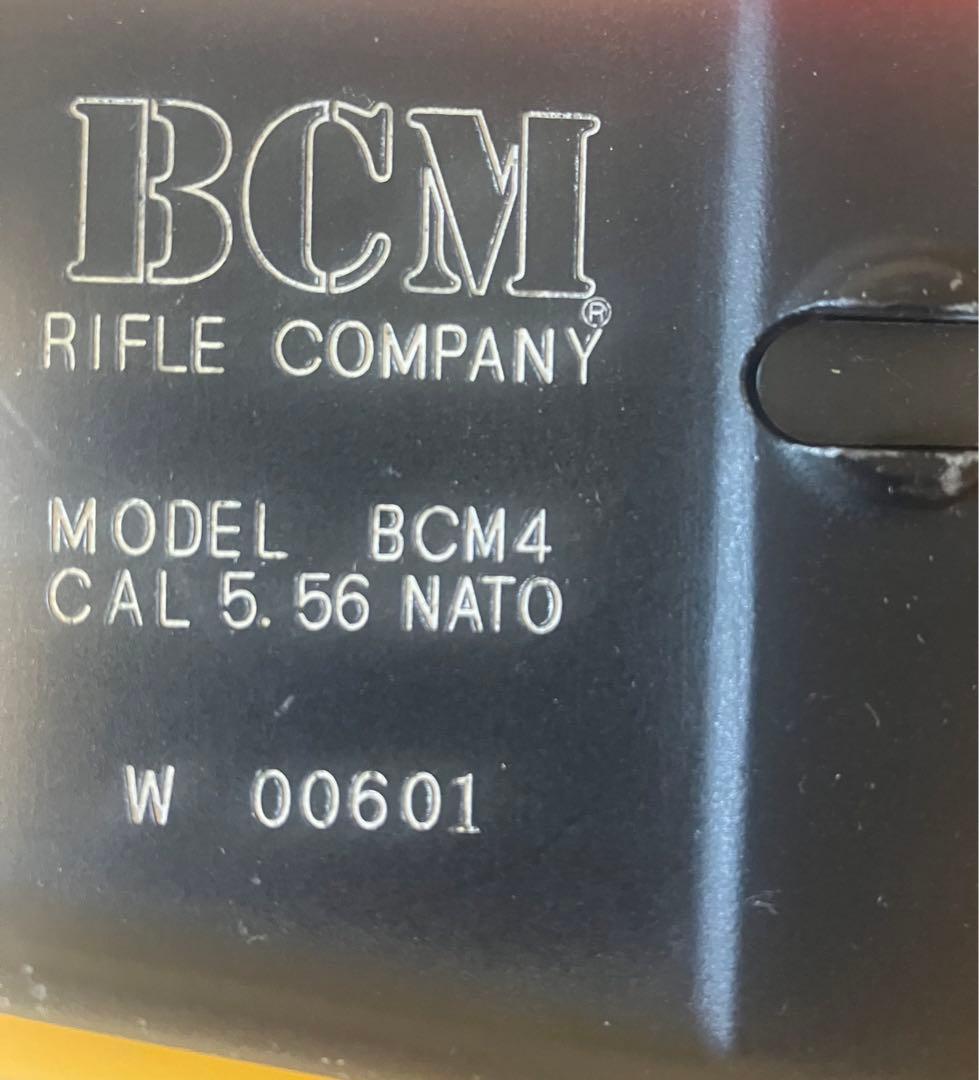 BCM®
RIFLE COMPANY
MODEL BCM4
CAL 5.56 NATO
W 00601